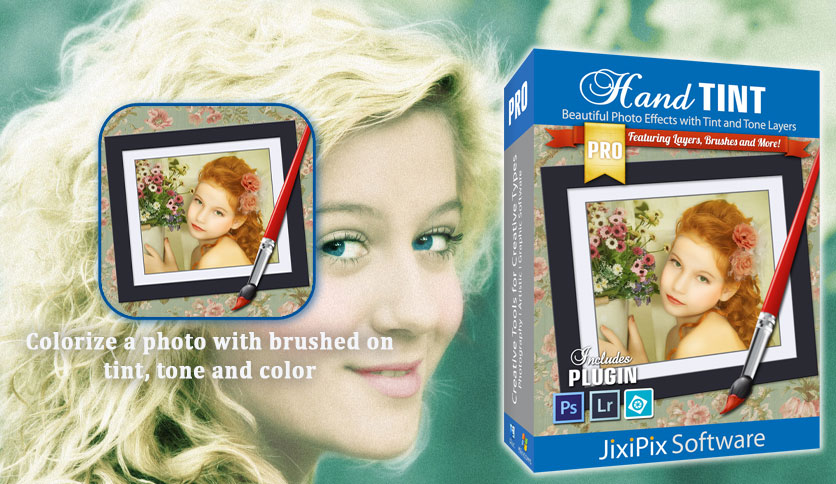 Colorize a photo with brushed on
tint, tone and color
PRO
Creative Tools for Creative Types
Photography | Artistic | Graphic Software
Hand TINT
Beautiful Photo Effects with Tint and Tone Layers
PRO
Featuring Layers, Brushes and More!
Includes
PLUGIN
Ps Lr
JixiPix Software